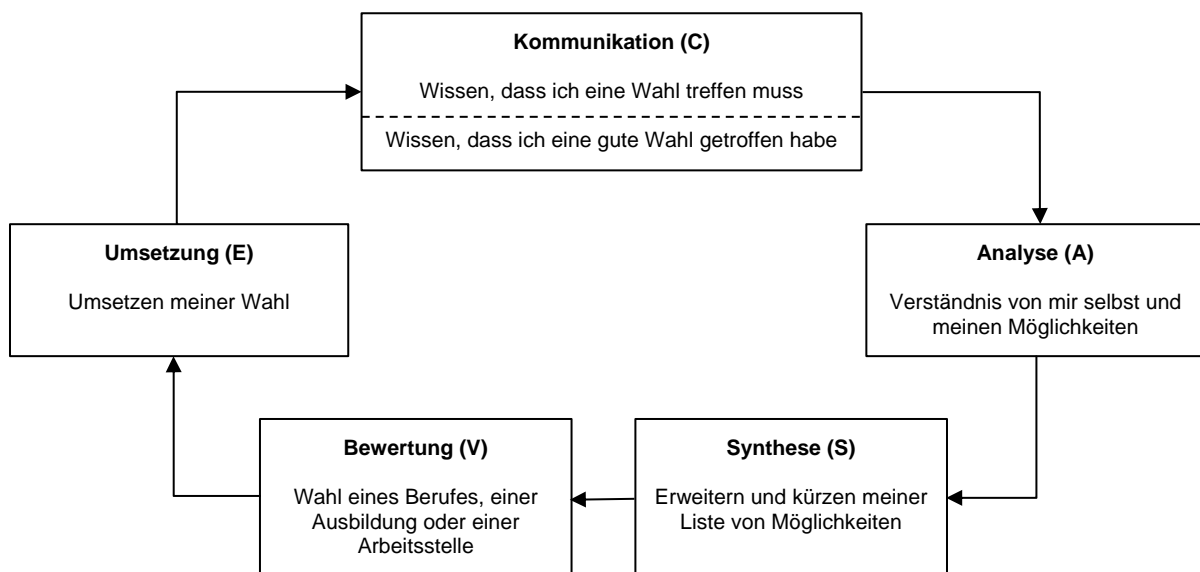 Kommunikation (C)
Wissen, dass ich eine Wahl treffen muss
Wissen, dass ich eine gute Wahl getroffen habe
Umsetzung (E)
Umsetzen meiner Wahl
Analyse (A)
Verständnis von mir selbst und
meinen Möglichkeiten
Bewertung (V)
Wahl eines Berufes, einer
Ausbildung oder einer
Arbeitsstelle
Synthese (S)
Erweitern und kürzen meiner
Liste von Möglichkeiten